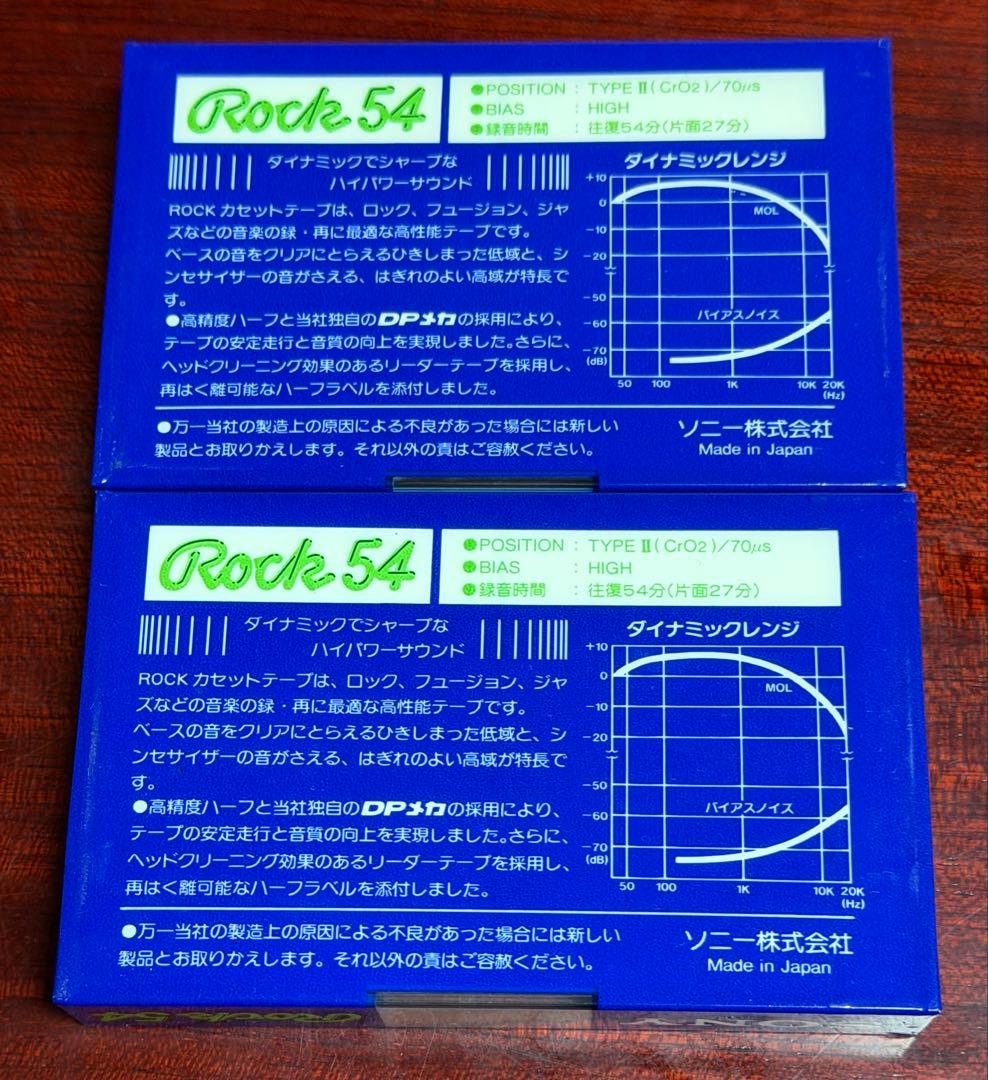 Rock 54
●POSITION : TYPE Ⅱ(CrO2)/70μs
●BIAS : HIGH
●録音時間 : 往復54分(片面27分)
ダイナミックでシャープな
ハイパワーサウンド
ROCKカセットテープは、ロック、フュージョン、ジャ
ズなどの音楽の録・再に最適な高性能テープです。
ベースの音をクリアにとらえるひきしまった低域と、シ
ンセサイザーの音がさえる、はぎれのよい高域が特長で
す。
●高精度ハーフと当社独自のDPメカの採用により、
テープの安定走行と音質の向上を実現しました。さらに、
ヘッドクリーニング効果のあるリーダーテープを採用し、
再はく離可能なハーフラベルを添付しました。
ダイナミックレンジ
+10
0
-10
-20
-50
-60
-70
(dB)
MOL
バイアスノイズ
50 100 1K 10K 20K
(Hz)
●万一当社の製造上の原因による不良があった場合には新しい
製品とお取りかえします。それ以外の責はご容赦ください。
ソニー株式会社
Made in Japan
Rock 54
●POSITION : TYPE Ⅱ(CrO2)/70μs
●BIAS : HIGH
●録音時間 : 往復54分(片面27分)
ダイナミックでシャープな
ハイパワーサウンド
ROCKカセットテープは、ロック、フュージョン、ジャ
ズなどの音楽の録・再に最適な高性能テープです。
ベースの音をクリアにとらえるひきしまった低域と、シ
ンセサイザーの音がさえる、はぎれのよい高域が特長で
す。
●高精度ハーフと当社独自のDPメカの採用により、
テープの安定走行と音質の向上を実現しました。さらに、
ヘッドクリーニング効果のあるリーダーテープを採用し、
再はく離可能なハーフラベルを添付しました。
ダイナミックレンジ
+10
0
-10
-20
-50
-60
-70
(dB)
MOL
バイアスノイズ
50 100 1K 10K 20K
(Hz)
●万一当社の製造上の原因による不良があった場合には新しい
製品とお取りかえします。それ以外の責はご容赦ください。
ソニー株式会社
Made in Japan
Rock 54